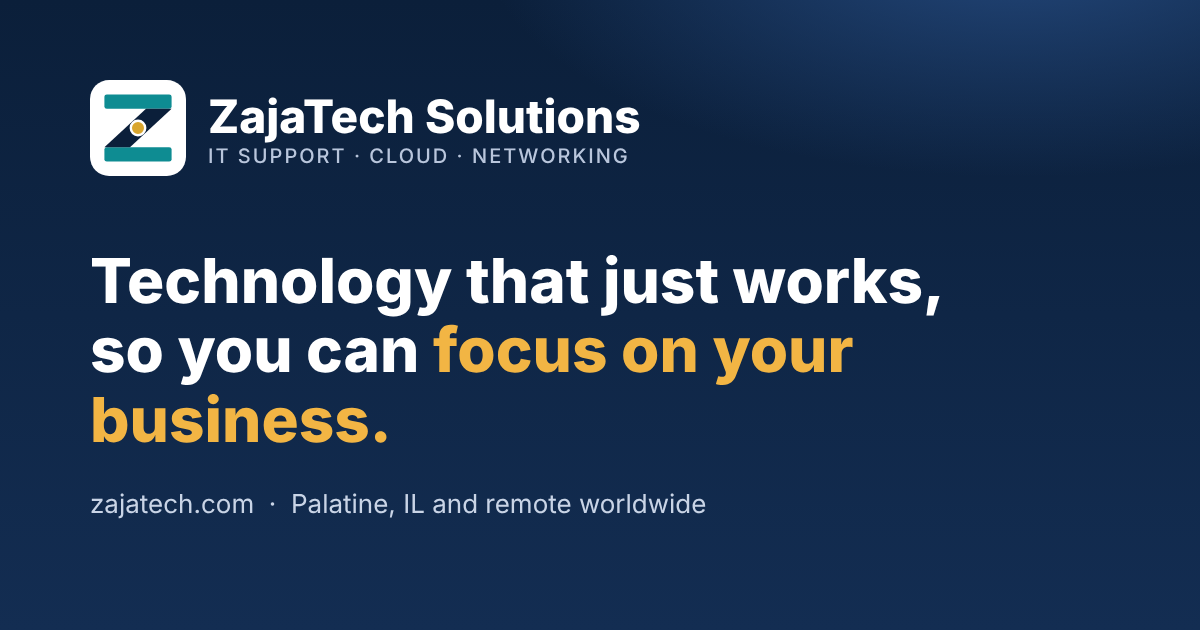 ZajaTech Solutions
IT SUPPORT · CLOUD · NETWORKING
Technology that just works,
so you can focus on your
business.
zajatech.com · Palatine, IL and remote worldwide